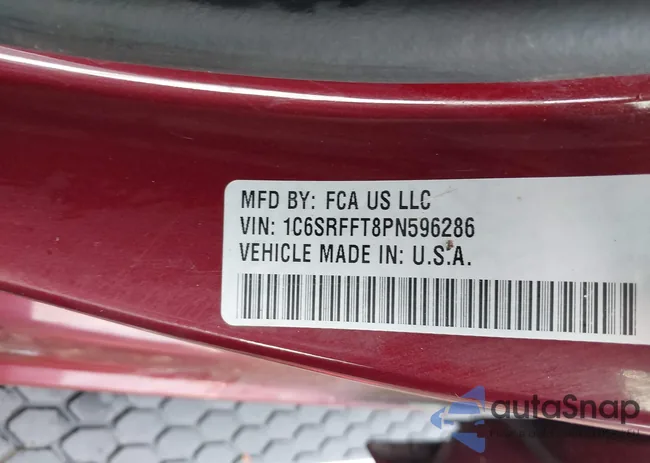 MFD BY: FCA US LLC
VIN: 1C6SRFFT8PN596286
VEHICLE MADE IN: U.S.A.
autoSnap